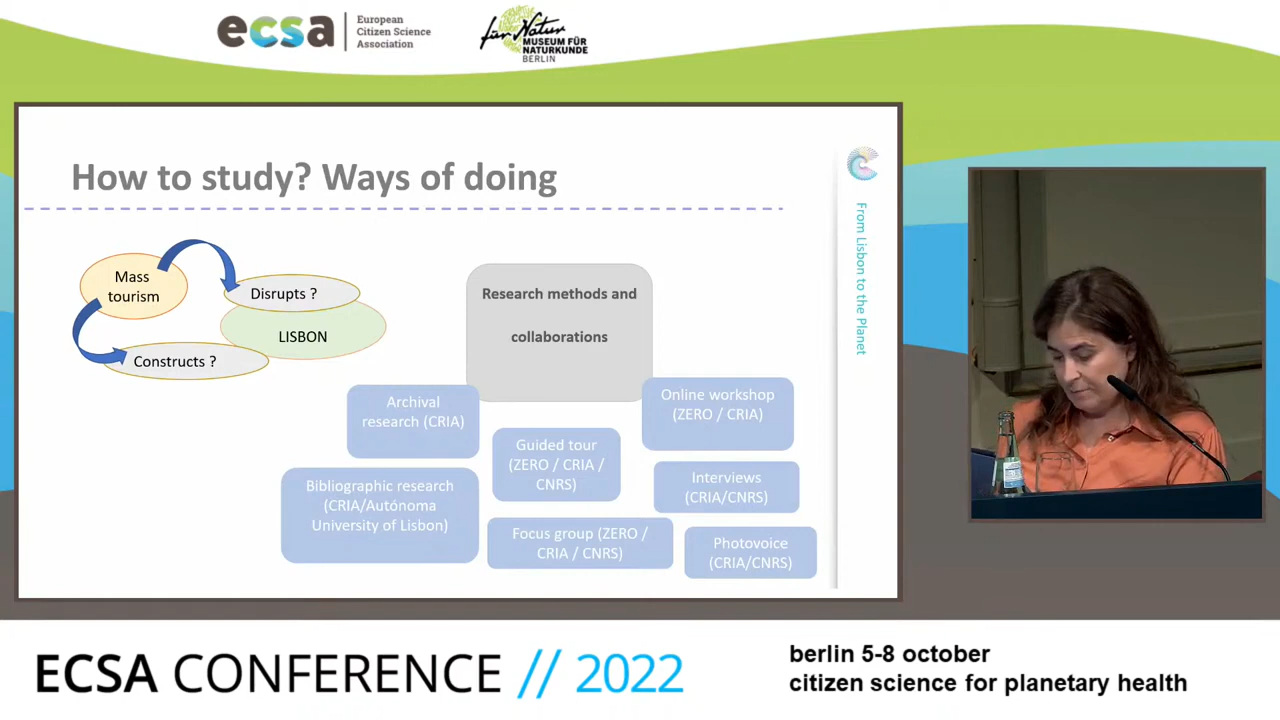 ecsa
European
Citizen Science
Association
für Natur
MUSEUM FÜR
NATURKUNDE
BERLIN
How to study? Ways of doing
From Lisbon to the Planet
Mass
tourism
Disrupts ?
LISBON
Constructs ?
Research methods and
collaborations
Archival
research (CRIA)
Online workshop
(ZERO / CRIA)
Guided tour
(ZERO / CRIA /
CNRS)
Interviews
(CRIA/CNRS)
Bibliographic research
(CRIA/Autónoma
University of Lisbon)
Focus group (ZERO /
CRIA / CNRS)
Photovoice
(CRIA/CNRS)
ECSA CONFERENCE // 2022
berlin 5-8 october
citizen science for planetary health